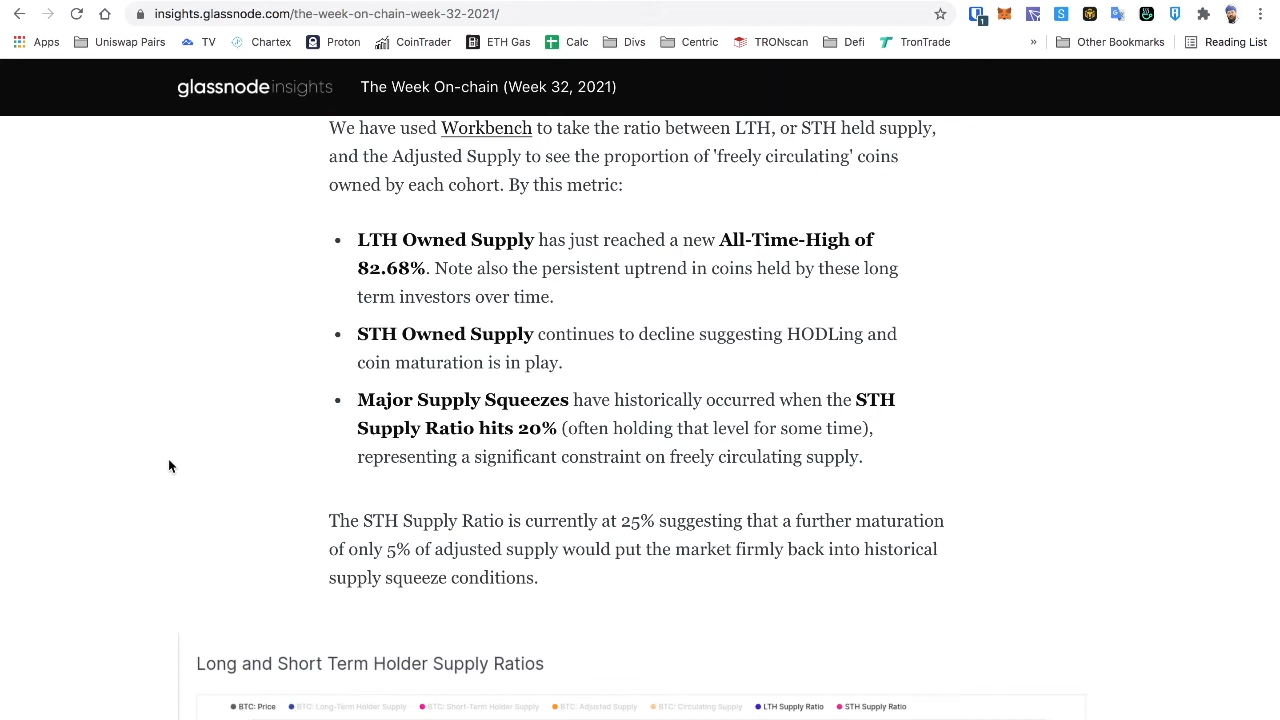 insights.glassnode.com/the-week-on-chain-week-32-2021/
1
Apps Uniswap Pairs TV Chartex Proton CoinTrader ETH Gas Calc Divs Centric TRONscan Defi TronTrade » Other Bookmarks Reading List
glassnodeinsights The Week On-chain (Week 32, 2021)
We have used Workbench to take the ratio between LTH, or STH held supply,
and the Adjusted Supply to see the proportion of 'freely circulating' coins
owned by each cohort. By this metric:
• LTH Owned Supply has just reached a new All-Time-High of
82.68%. Note also the persistent uptrend in coins held by these long
term investors over time.
• STH Owned Supply continues to decline suggesting HODLing and
coin maturation is in play.
• Major Supply Squeezes have historically occurred when the STH
Supply Ratio hits 20% (often holding that level for some time),
representing a significant constraint on freely circulating supply.
The STH Supply Ratio is currently at 25% suggesting that a further maturation
of only 5% of adjusted supply would put the market firmly back into historical
supply squeeze conditions.
Long and Short Term Holder Supply Ratios
BTC: Price BTC: Long-Term Holder Supply BTC: Short-Term Holder Supply BTC: Adjusted Supply BTC: Circulating Supply LTH Supply Ratio STH Supply Ratio